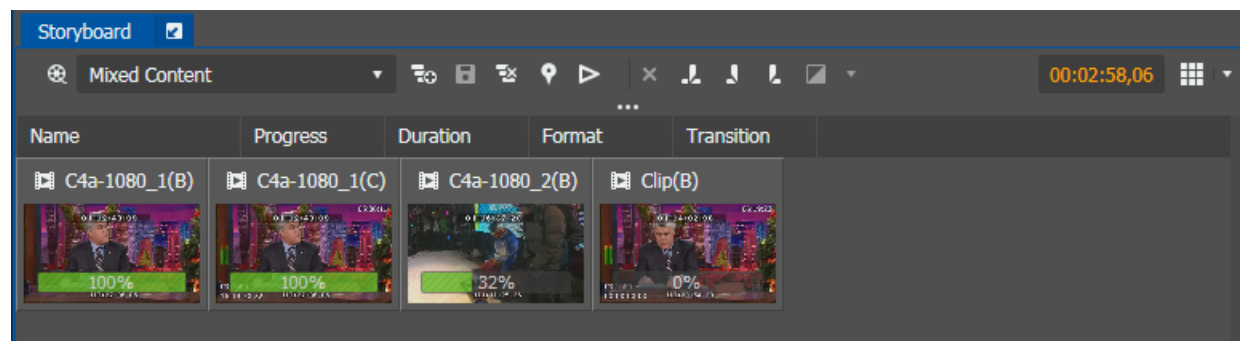 Storyboard
Mixed Content
00:02:58,06
Name Progress Duration Format Transition
C4a-1080_1(B) C4a-1080_1(C) C4a-1080_2(B) Clip(B)
100% 100% 32% 0%